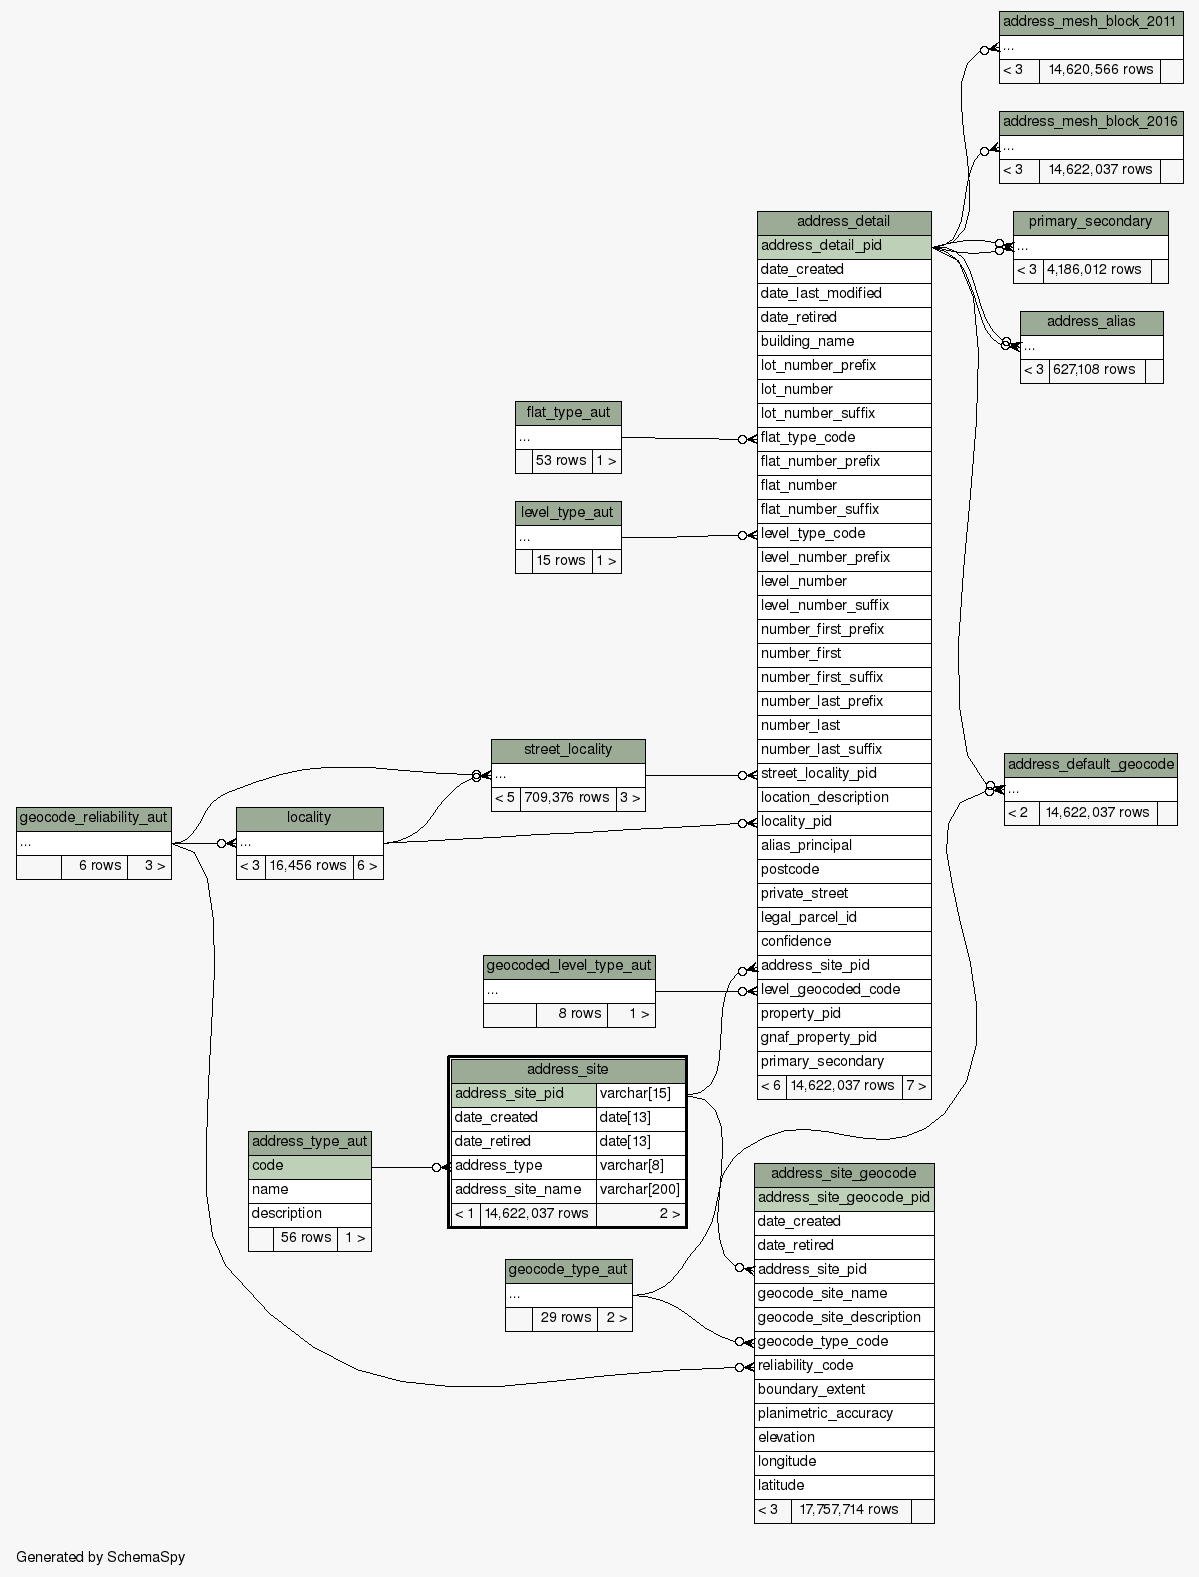 address_mesh_block_2011
...
< 3 14,620,566 rows
address_mesh_block_2016
...
< 3 14,622,037 rows
primary_secondary
...
< 3 4,186,012 rows
address_alias
...
< 3 627,108 rows
address_detail
address_detail_pid
date_created
date_last_modified
date_retired
building_name
lot_number_prefix
lot_number
lot_number_suffix
flat_type_code
flat_number_prefix
flat_number
flat_number_suffix
level_type_code
level_number_prefix
level_number
level_number_suffix
number_first_prefix
number_first
number_first_suffix
number_last_prefix
number_last
number_last_suffix
street_locality_pid
location_description
locality_pid
alias_principal
postcode
private_street
legal_parcel_id
confidence
address_site_pid
level_geocoded_code
property_pid
gnaf_property_pid
primary_secondary
< 6 14,622,037 rows 7 >
flat_type_aut
...
53 rows 1 >
level_type_aut
...
15 rows 1 >
street_locality
...
< 5 709,376 rows 3 >
address_default_geocode
...
< 2 14,622,037 rows
geocode_reliability_aut
...
6 rows 3 >
locality
...
< 3 16,456 rows 6 >
geocoded_level_type_aut
...
8 rows 1 >
address_site
address_site_pid varchar[15]
date_created date[13]
date_retired date[13]
address_type varchar[8]
address_site_name varchar[200]
< 1 14,622,037 rows 2 >
address_type_aut
code
name
description
56 rows 1 >
geocode_type_aut
...
29 rows 2 >
address_site_geocode
address_site_geocode_pid
date_created
date_retired
address_site_pid
geocode_site_name
geocode_site_description
geocode_type_code
reliability_code
boundary_extent
planimetric_accuracy
elevation
longitude
latitude
< 3 17,757,714 rows
Generated by SchemaSpy